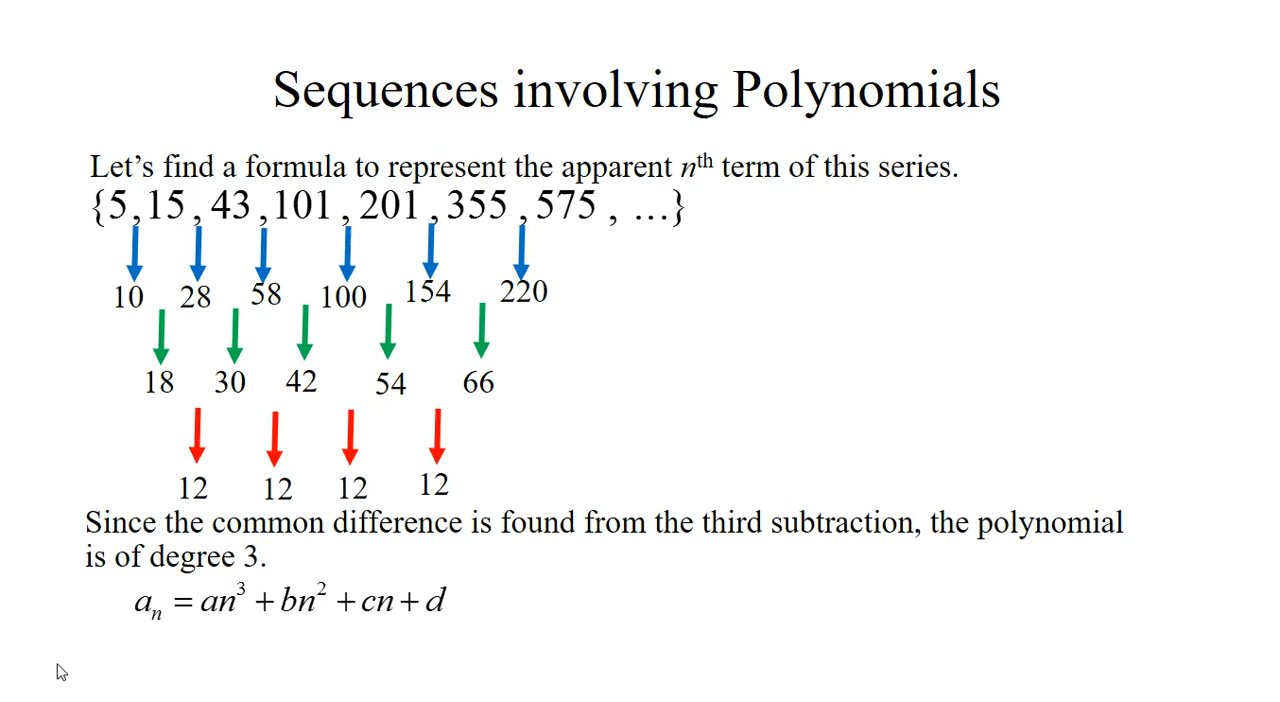 Sequences involving Polynomials
Let’s find a formula to represent the apparent nᵗʰ term of this series.
{5,15, 43,101, 201,355, 575, ...}
10 28 58 100 154 220
18 30 42 54 66
12 12 12 12
Since the common difference is found from the third subtraction, the polynomial
is of degree 3.
aₙ = an³ + bn² + cn + d